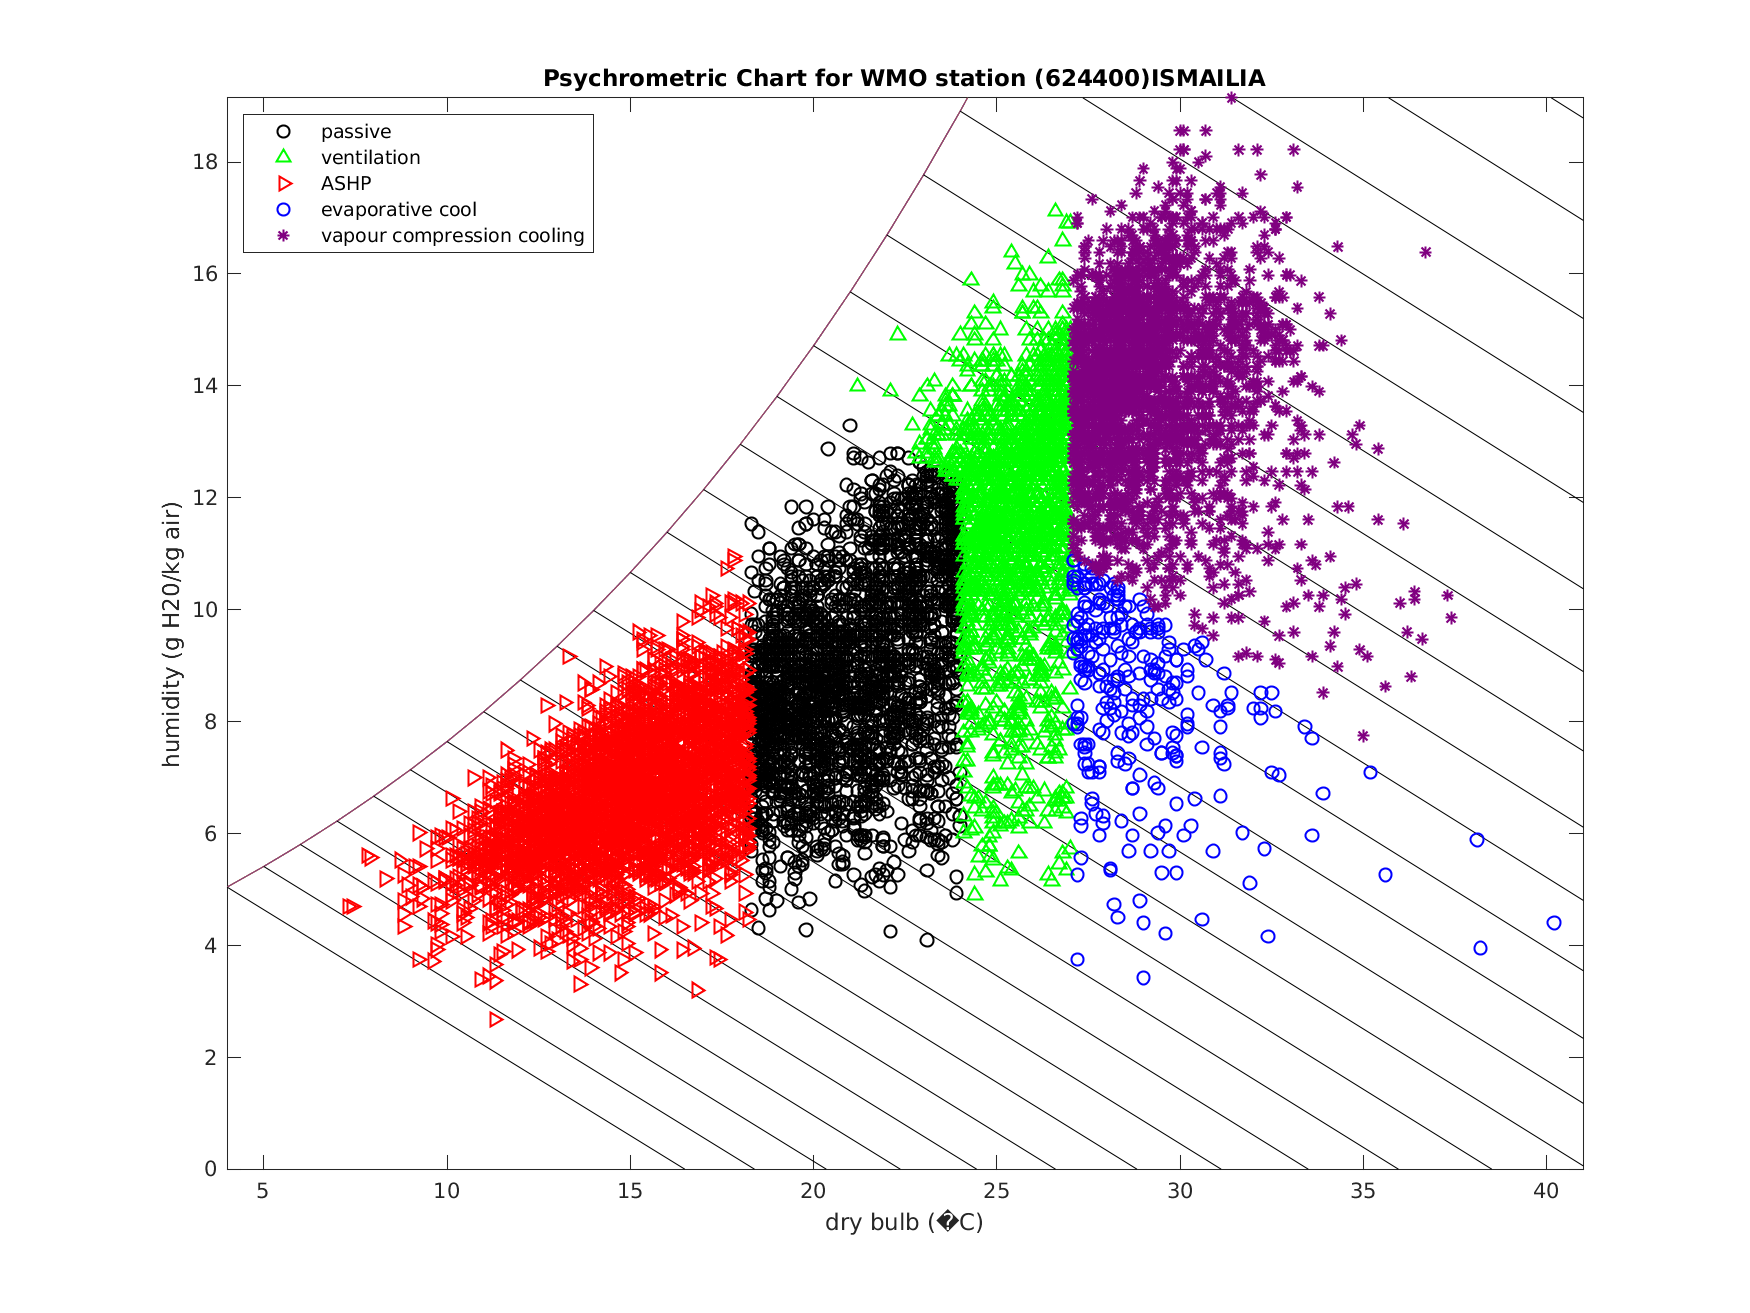 Psychrometric Chart for WMO station (624400)ISMAILIA
passive
ventilation
ASHP
evaporative cool
vapour compression cooling
humidity (g H20/kg air)
18
16
14
12
10
8
6
4
2
0
5 10 15 20 25 30 35 40
dry bulb (�C)